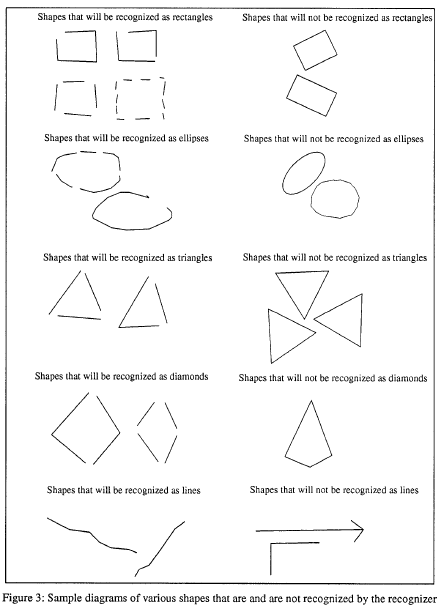 Shapes that will be recognized as rectangles
Shapes that will not be recognized as rectangles
Shapes that will be recognized as ellipses
Shapes that will not be recognized as ellipses
Shapes that will be recognized as triangles
Shapes that will not be recognized as triangles
Shapes that will be recognized as diamonds
Shapes that will not be recognized as diamonds
Shapes that will be recognized as lines
Shapes that will not be recognized as lines
Figure 3: Sample diagrams of various shapes that are and are not recognized by the recognizer